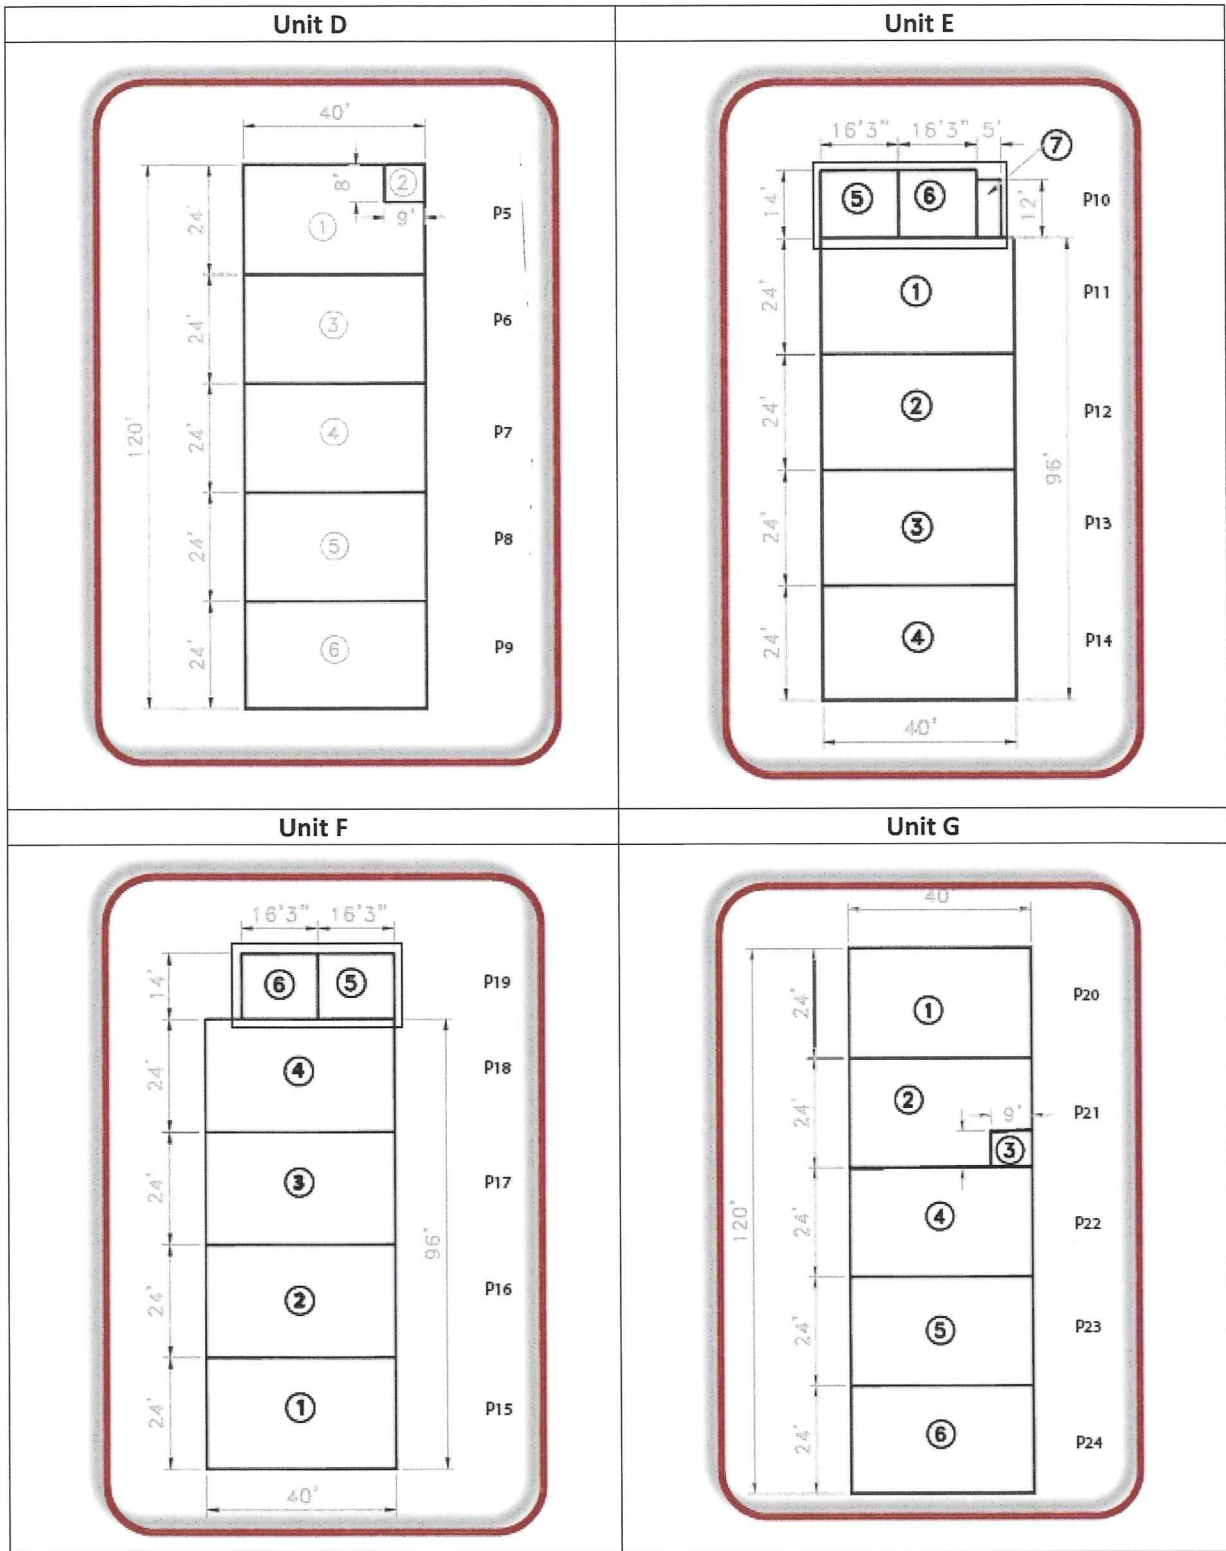 Unit D
40'
8'
②
9'
24'
①
P5
24'
③
P6
24'
④
P7
120'
24'
⑤
P8
24'
⑥
P9
Unit E
16'3"
16'3"
5'
⑦
14'
⑤
⑥
12'
P10
24'
①
P11
24'
②
P12
96'
24'
③
P13
24'
④
P14
40'
Unit F
16'3"
16'3"
14'
⑥
⑤
P19
24'
④
P18
24'
③
P17
96'
24'
②
P16
24'
①
P15
40'
Unit G
40'
24'
①
P20
24'
②
9'
P21
③
120'
24'
④
P22
24'
⑤
P23
24'
⑥
P24